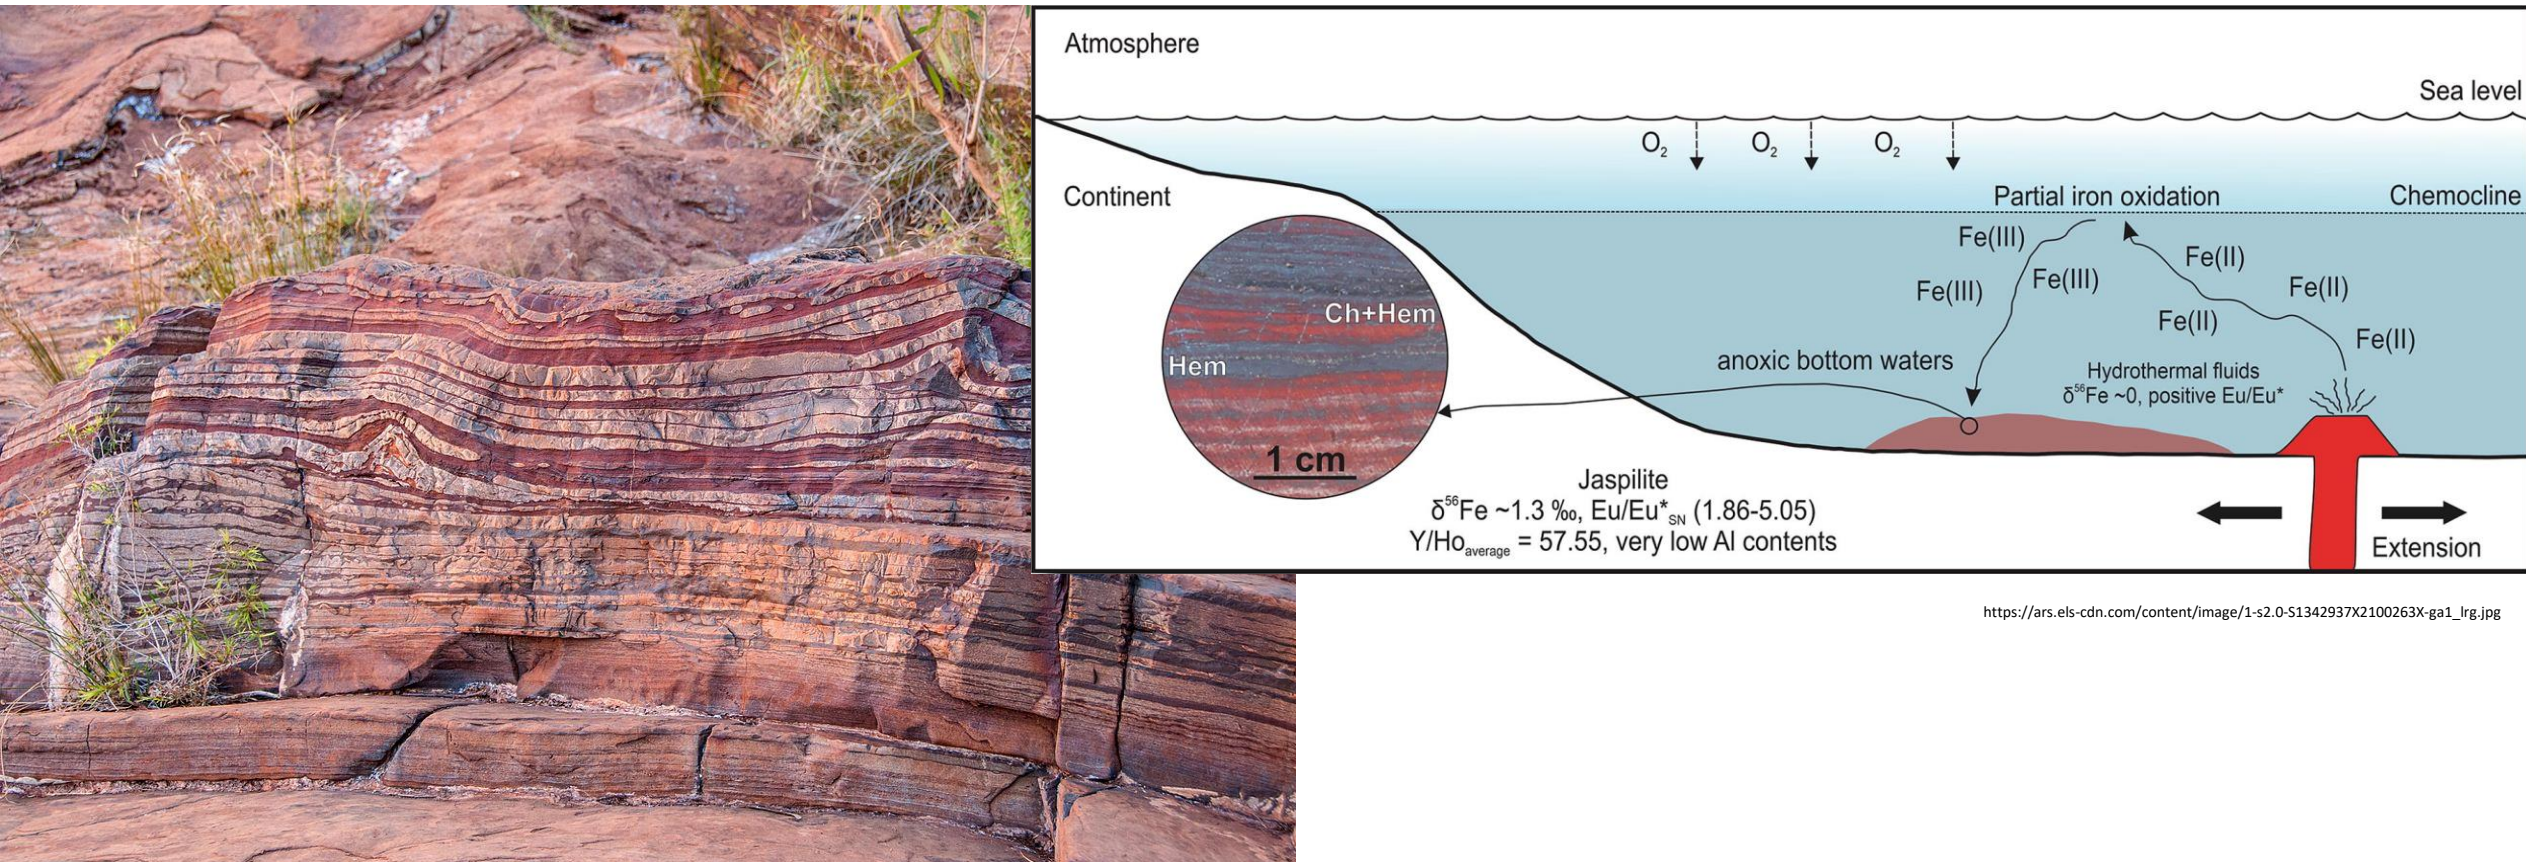 Atmosphere
Sea level
O₂ O₂ O₂
Continent
Partial iron oxidation
Chemocline
Fe(III)
Fe(II)
Fe(III)
Fe(III)
Fe(II)
Fe(II)
Fe(II)
Ch+Hem
Hem
1 cm
anoxic bottom waters
Hydrothermal fluids
δ⁵⁶Fe ~0, positive Eu/Eu*
Jaspilite
δ⁵⁶Fe ~1.3 ‰, Eu/Eu*SN (1.86-5.05)
Y/Hoaverage = 57.55, very low Al contents
Extension
https://ars.els-cdn.com/content/image/1-s2.0-S1342937X2100263X-ga1_lrg.jpg